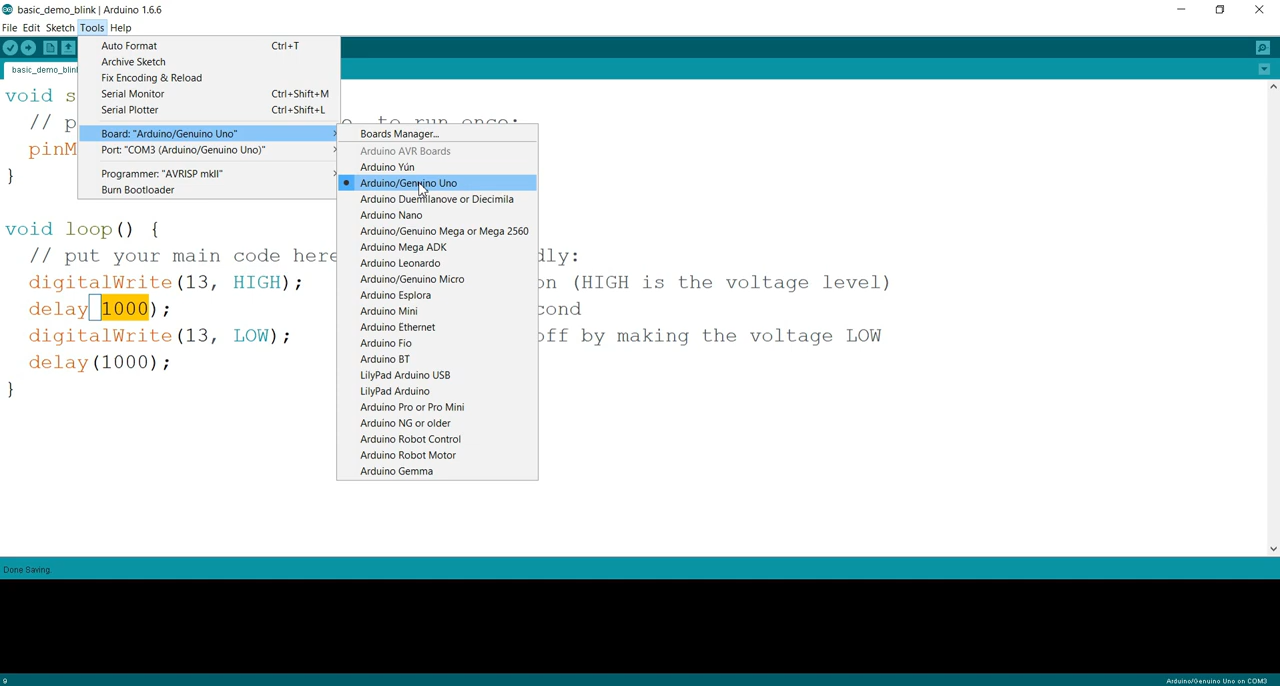 basic_demo_blink | Arduino 1.6.6
File Edit Sketch Tools Help
basic_demo_blin
Auto Format Ctrl+T
Archive Sketch
Fix Encoding & Reload
Serial Monitor Ctrl+Shift+M
Serial Plotter Ctrl+Shift+L
Board: "Arduino/Genuino Uno"
Port: "COM3 (Arduino/Genuino Uno)"
Programmer: "AVRISP mkII"
Burn Bootloader
Boards Manager...
Arduino AVR Boards
Arduino Yún
Arduino/Genuino Uno
Arduino Duemilanove or Diecimila
Arduino Nano
Arduino/Genuino Mega or Mega 2560
Arduino Mega ADK
Arduino Leonardo
Arduino/Genuino Micro
Arduino Esplora
Arduino Mini
Arduino Ethernet
Arduino Fio
Arduino BT
LilyPad Arduino USB
LilyPad Arduino
Arduino Pro or Pro Mini
Arduino NG or older
Arduino Robot Control
Arduino Robot Motor
Arduino Gemma
void s
// p to run once:
pinM
}
void loop() {
// put your main code here dly:
digitalWrite(13, HIGH); on (HIGH is the voltage level)
delay(1000); cond
digitalWrite(13, LOW); off by making the voltage LOW
delay(1000);
}
Done Saving.
9 Arduino/Genuino Uno on COM3